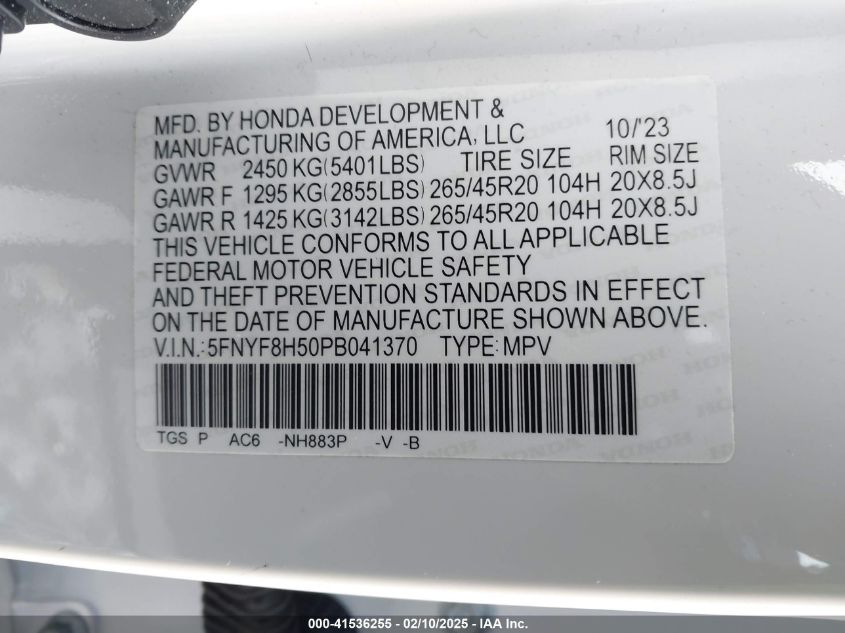 MFD. BY HONDA DEVELOPMENT &
MANUFACTURING OF AMERICA, LLC 10/'23
GVWR 2450 KG(5401LBS) TIRE SIZE RIM SIZE
GAWR F 1295 KG(2855LBS) 265/45R20 104H 20X8.5J
GAWR R 1425 KG(3142LBS) 265/45R20 104H 20X8.5J
THIS VEHICLE CONFORMS TO ALL APPLICABLE
FEDERAL MOTOR VEHICLE SAFETY
AND THEFT PREVENTION STANDARDS IN EFFECT
ON THE DATE OF MANUFACTURE SHOWN ABOVE.
V.I.N.:5FNYF8H50PB041370 TYPE:MPV
TGS P AC6 -NH883P -V -B
000-41536255 - 02/10/2025 - IAA Inc.